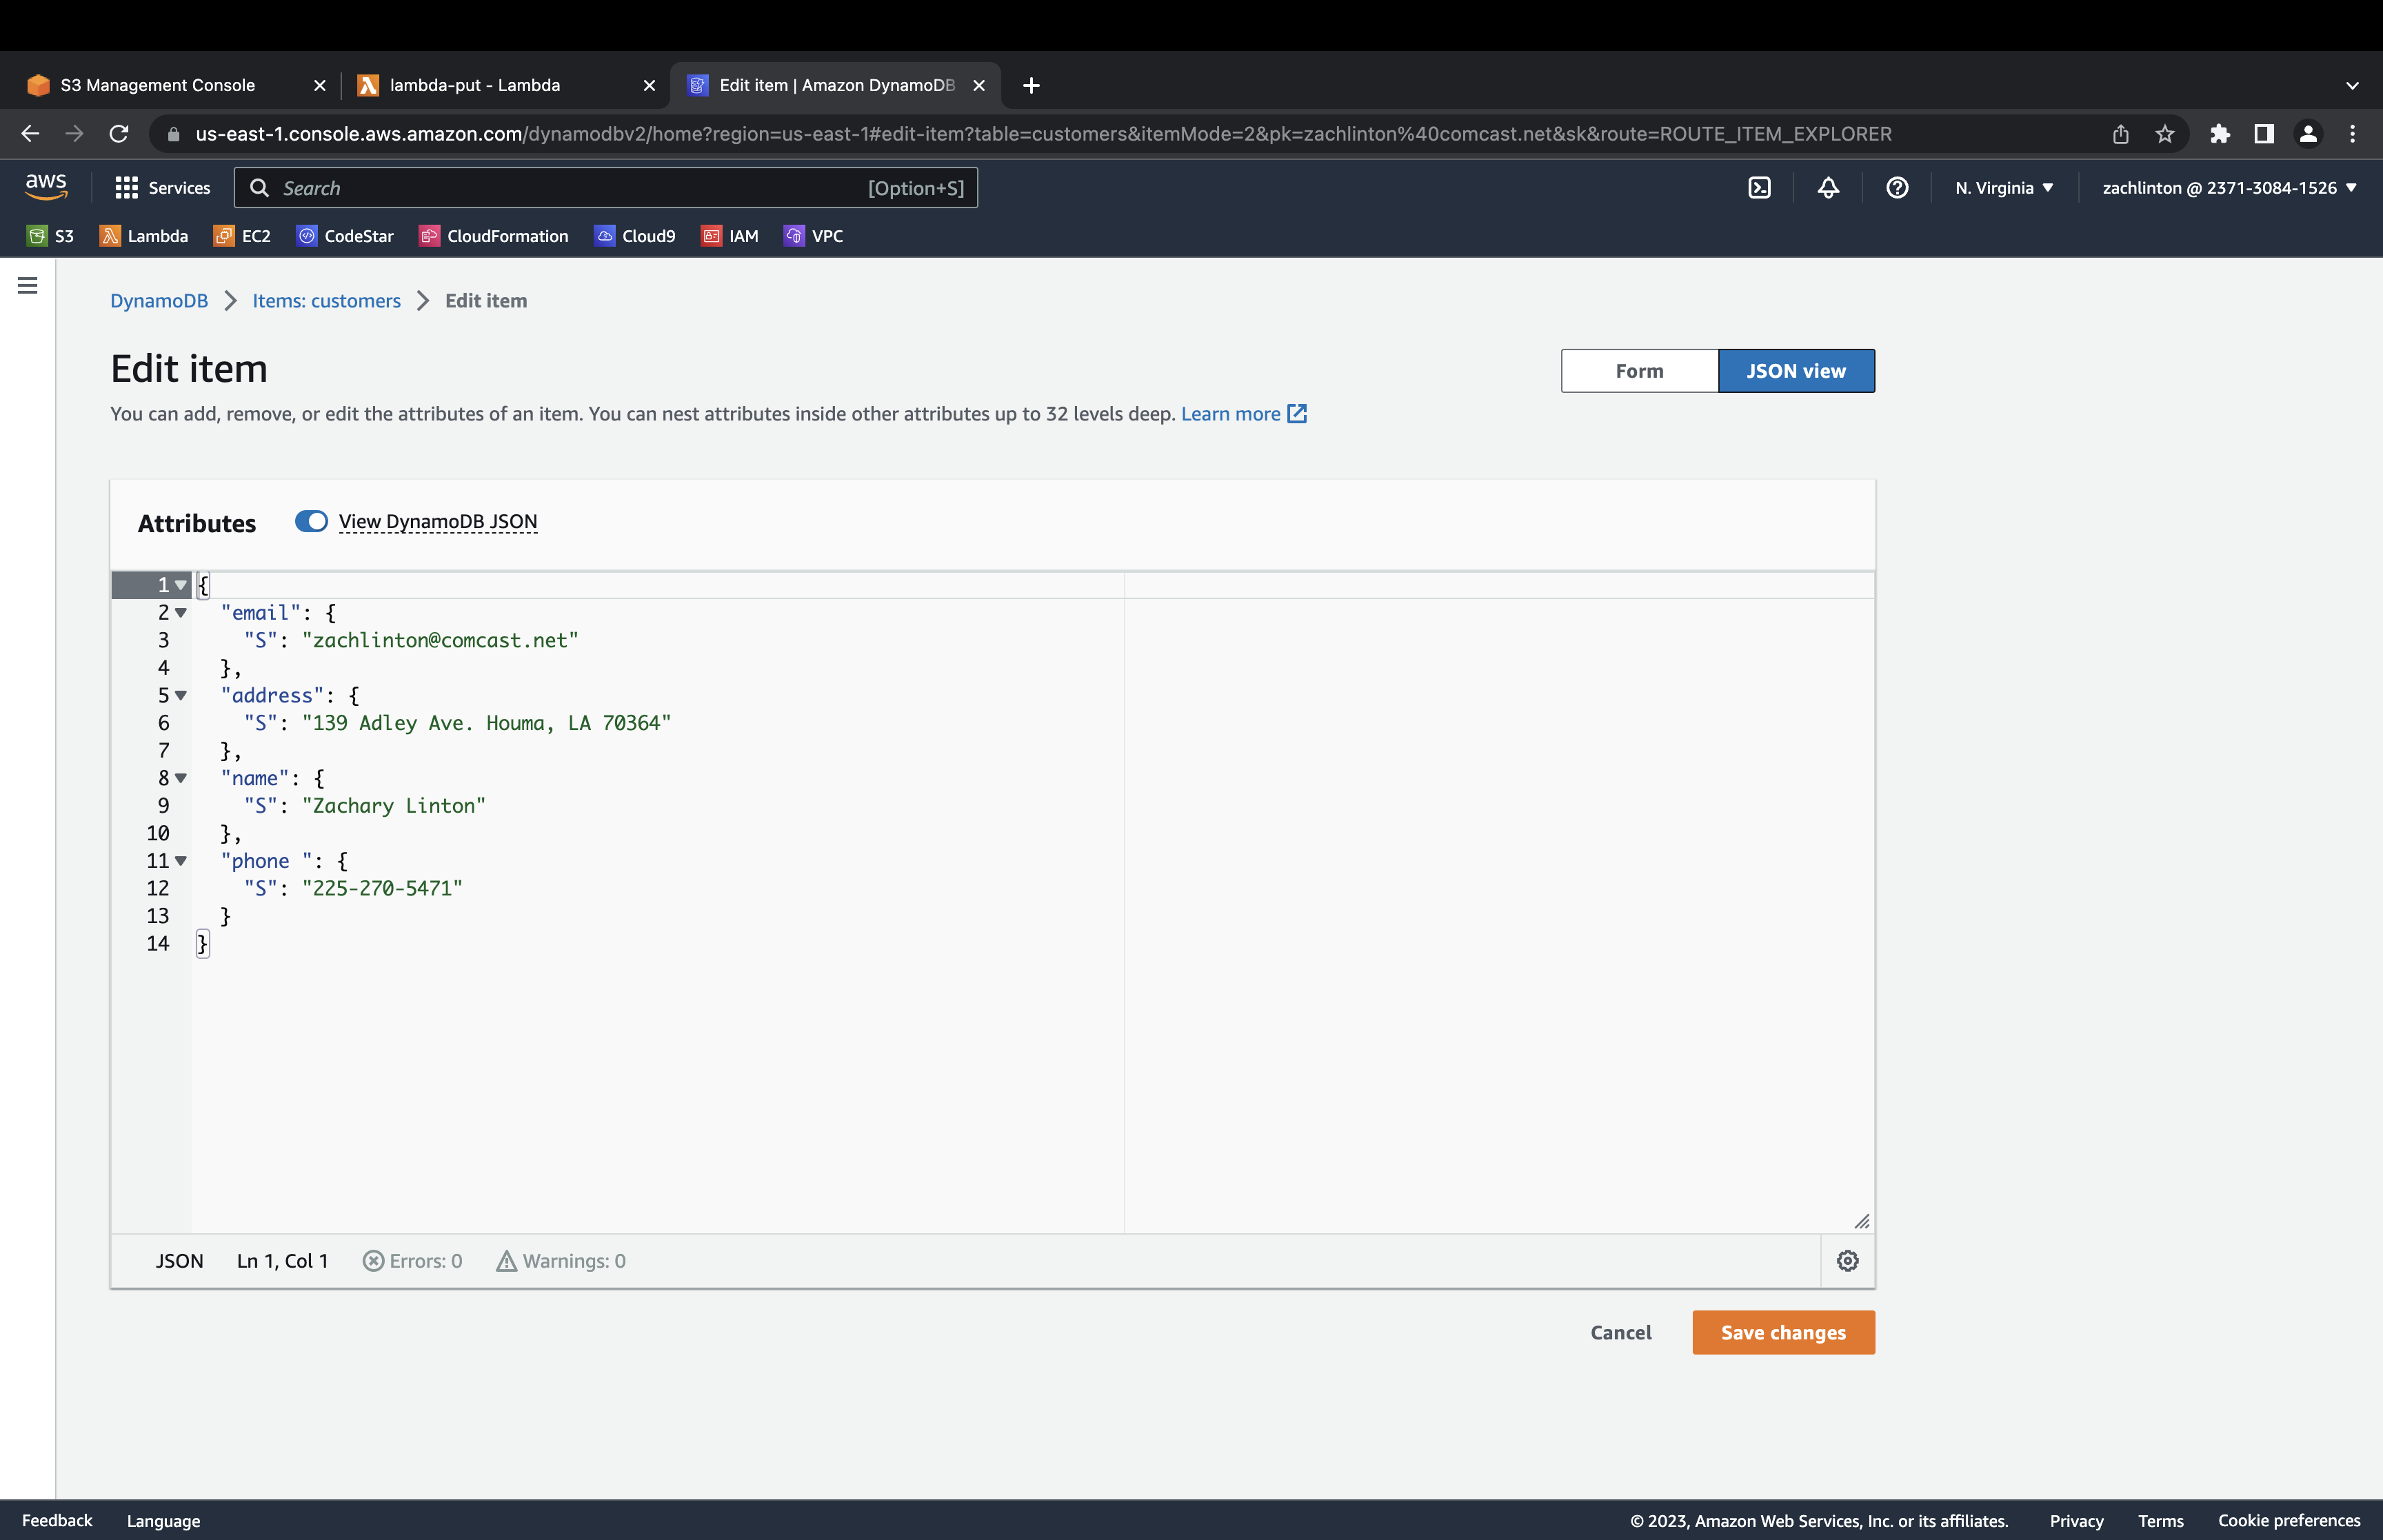 S3 Management Console
lambda-put - Lambda
Edit item | Amazon DynamoDB
us-east-1.console.aws.amazon.com/dynamodbv2/home?region=us-east-1#edit-item?table=customers&itemMode=2&pk=zachlinton%40comcast.net&sk&route=ROUTE_ITEM_EXPLORER
aws Services Search [Option+S] N. Virginia zachlinton @ 2371-3084-1526
S3 Lambda EC2 CodeStar CloudFormation Cloud9 IAM VPC
DynamoDB Items: customers Edit item
Edit item
Form JSON view
You can add, remove, or edit the attributes of an item. You can nest attributes inside other attributes up to 32 levels deep. Learn more
Attributes View DynamoDB JSON
1 {
2 "email": {
3 "S": "zachlinton@comcast.net"
4 },
5 "address": {
6 "S": "139 Adley Ave. Houma, LA 70364"
7 },
8 "name": {
9 "S": "Zachary Linton"
10 },
11 "phone ": {
12 "S": "225-270-5471"
13 }
14 }
JSON Ln 1, Col 1 Errors: 0 Warnings: 0
Cancel Save changes
Feedback Language © 2023, Amazon Web Services, Inc. or its affiliates. Privacy Terms Cookie preferences